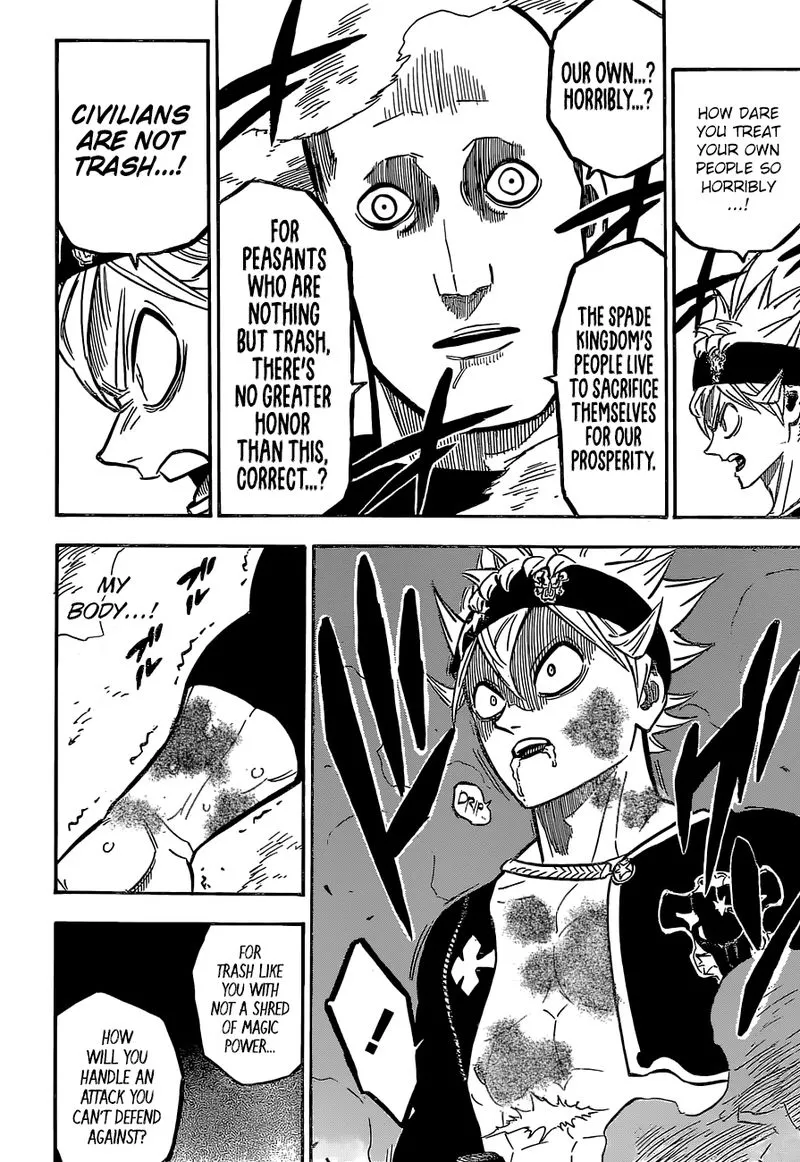 HOW DARE
YOU TREAT
YOUR OWN
PEOPLE SO
HORRIBLY
...!
OUR OWN...?
HORRIBLY...?
THE SPADE
KINGDOM'S
PEOPLE LIVE
TO SACRIFICE
THEMSELVES
FOR OUR
PROSPERITY.
FOR
PEASANTS
WHO ARE
NOTHING
BUT TRASH,
THERE'S
NO GREATER
HONOR
THAN THIS,
CORRECT...?
CIVILIANS
ARE NOT
TRASH...!
DRIP
!
MY
BODY...!
FOR
TRASH LIKE
YOU WITH
NOT A SHRED
OF MAGIC
POWER...
HOW
WILL YOU
HANDLE AN
ATTACK YOU
CAN'T DEFEND
AGAINST?